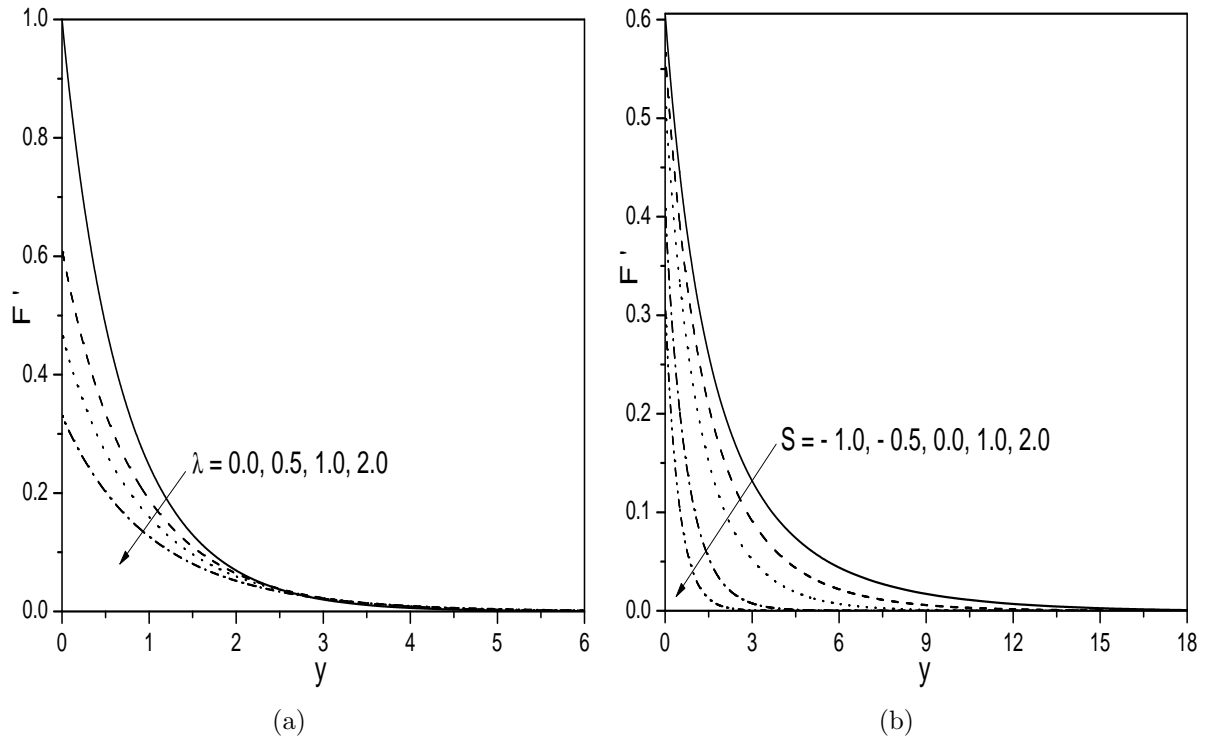 1.0
0.8
0.6
0.4
0.2
0.0
F '
λ = 0.0, 0.5, 1.0, 2.0
0 1 2 3 4 5 6
y
(a)
0.6
0.5
0.4
0.3
0.2
0.1
0.0
F '
S = - 1.0, - 0.5, 0.0, 1.0, 2.0
0 3 6 9 12 15 18
y
(b)